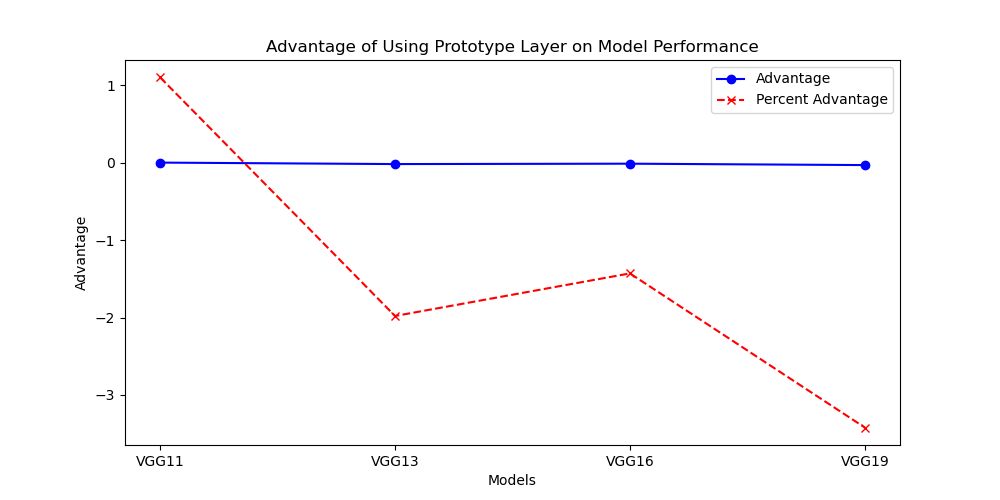 Advantage of Using Prototype Layer on Model Performance
Advantage
Percent Advantage
1
0
−1
−2
−3
Advantage
VGG11
VGG13
VGG16
VGG19
Models